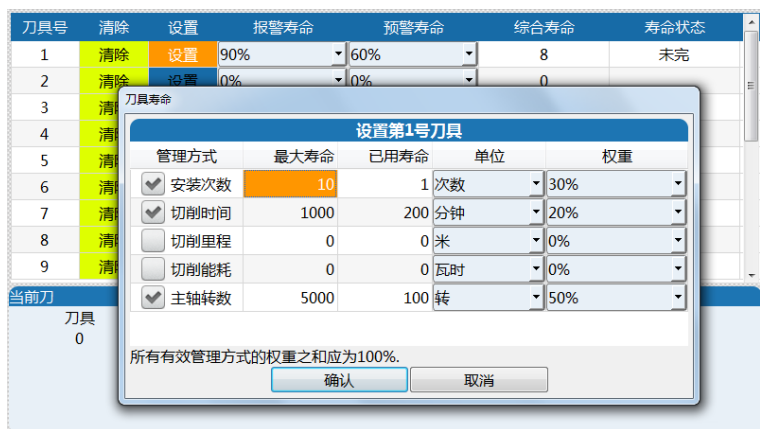 刀具号 清除 设置 报警寿命 预警寿命 综合寿命 寿命状态
1 清除 设置 90% 60% 8 未完
2 清除 设置 0% 0% 0
刀具寿命
3 清
设置第1号刀具
4 清
管理方式 最大寿命 已用寿命 单位 权重
5 清
安装次数 10 1 次数 30%
6 清
切削时间 1000 200 分钟 20%
7 清
切削里程 0 0 米 0%
8 清
切削能耗 0 0 瓦时 0%
9 清
主轴转数 5000 100 转 50%
当前刀
刀具
0
所有有效管理方式的权重之和应为100%.
确认 取消